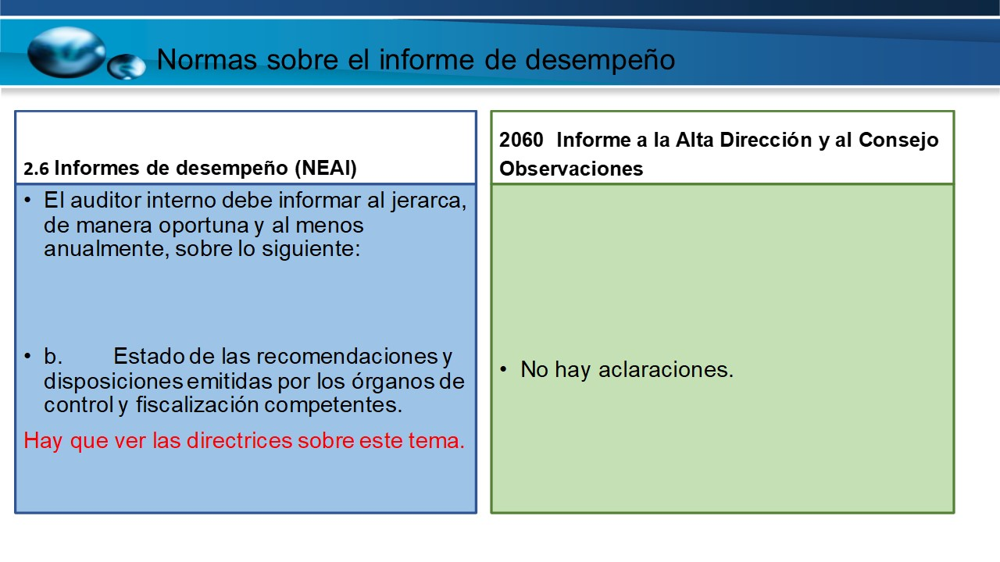 Normas sobre el informe de desempeño
2.6 Informes de desempeño (NEAI)
• El auditor interno debe informar al jerarca,
de manera oportuna y al menos
anualmente, sobre lo siguiente:
• b. Estado de las recomendaciones y
disposiciones emitidas por los órganos de
control y fiscalización competentes.
Hay que ver las directrices sobre este tema.
2060 Informe a la Alta Dirección y al Consejo
Observaciones
• No hay aclaraciones.